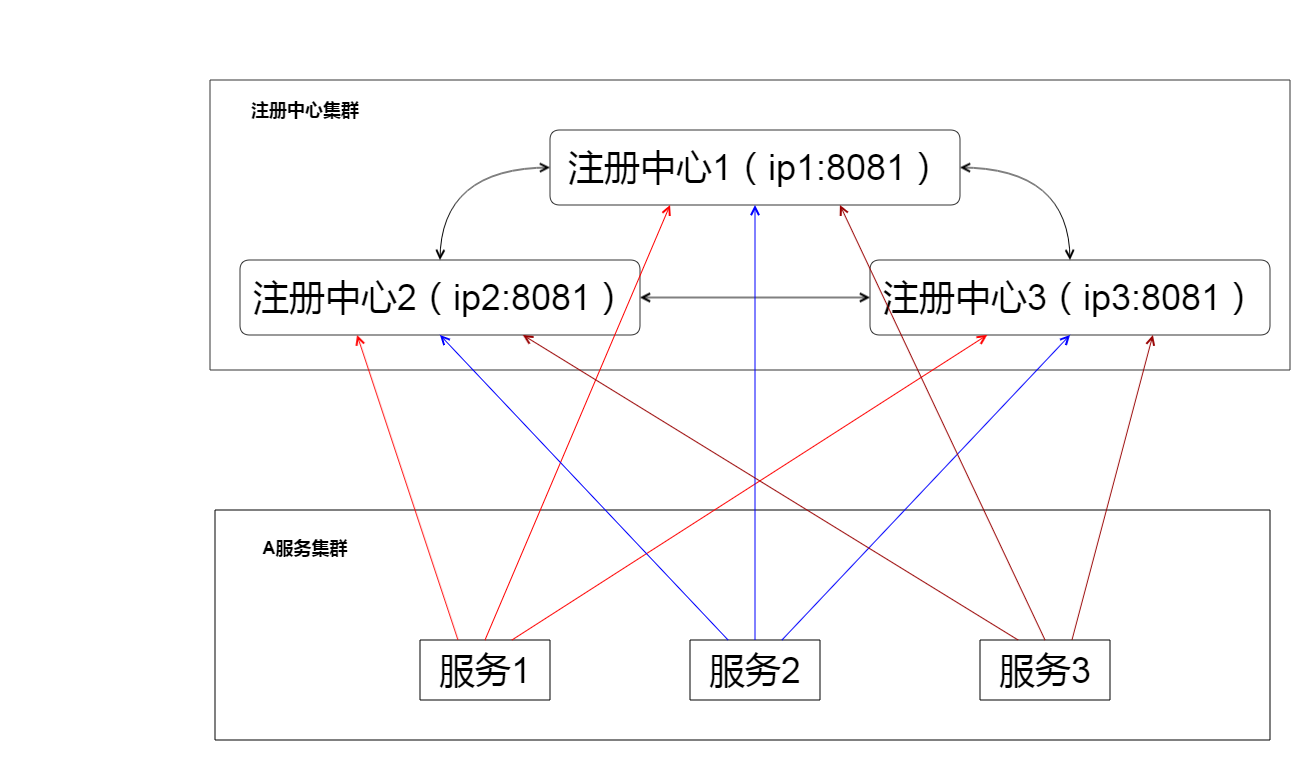 注册中心集群
注册中心1（ip1:8081）
注册中心2（ip2:8081）
注册中心3（ip3:8081）
A服务集群
服务1
服务2
服务3